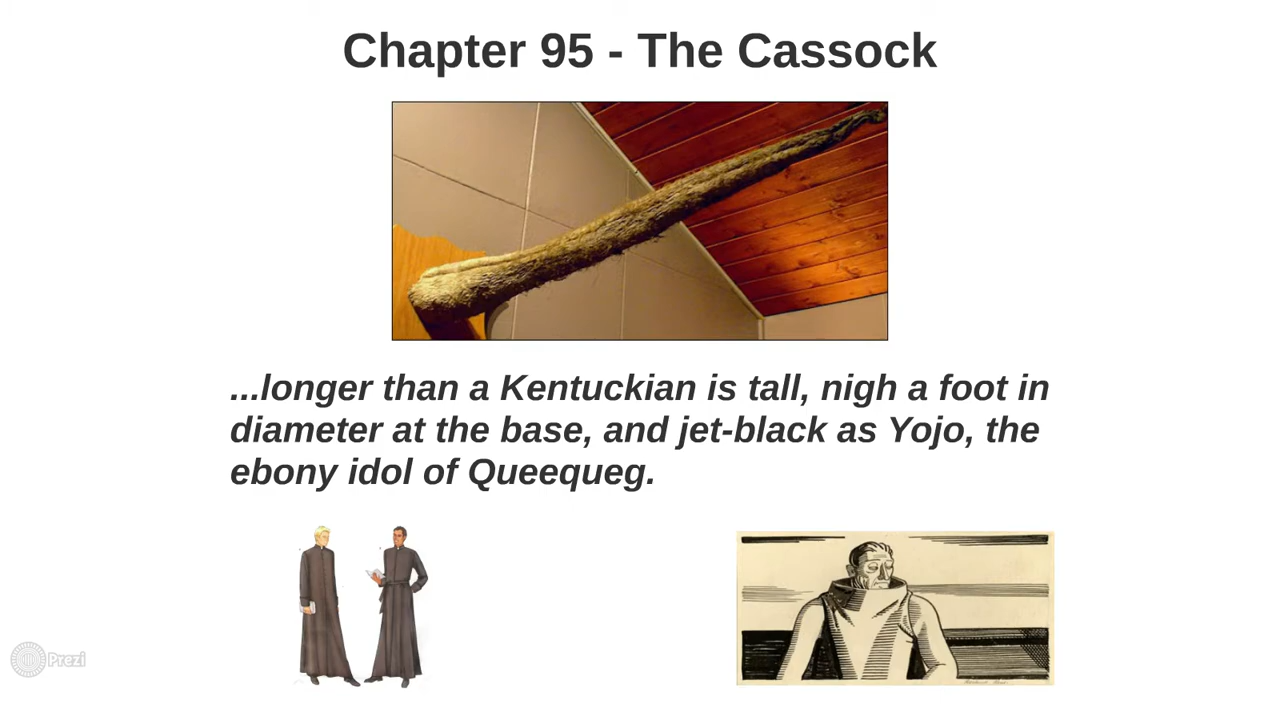 Chapter 95 - The Cassock
...longer than a Kentuckian is tall, nigh a foot in
diameter at the base, and jet-black as Yojo, the
ebony idol of Queequeg.
Prezi